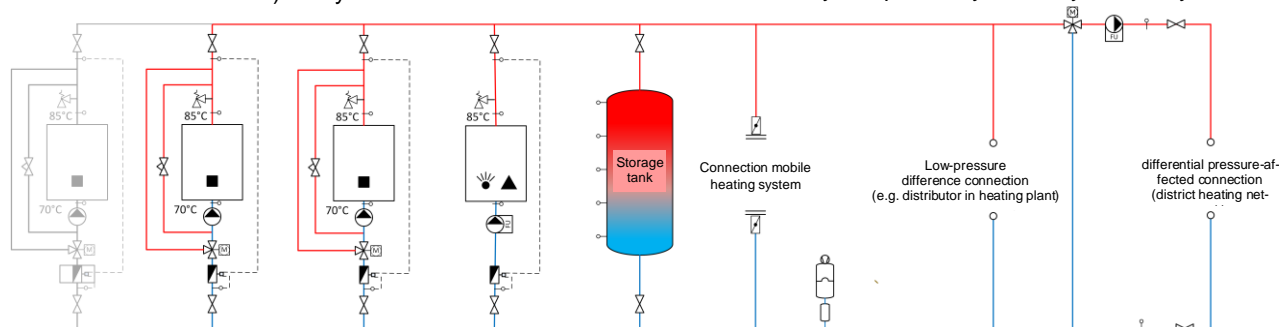 M
FU
85°C
85°C
85°C
85°C
Storage
tank
Connection mobile
heating system
Low-pressure
difference connection
(e.g. distributor in heating plant)
differential pressure-af-
fected connection
(district heating net-
70°C
70°C
70°C
FU
M
M
M